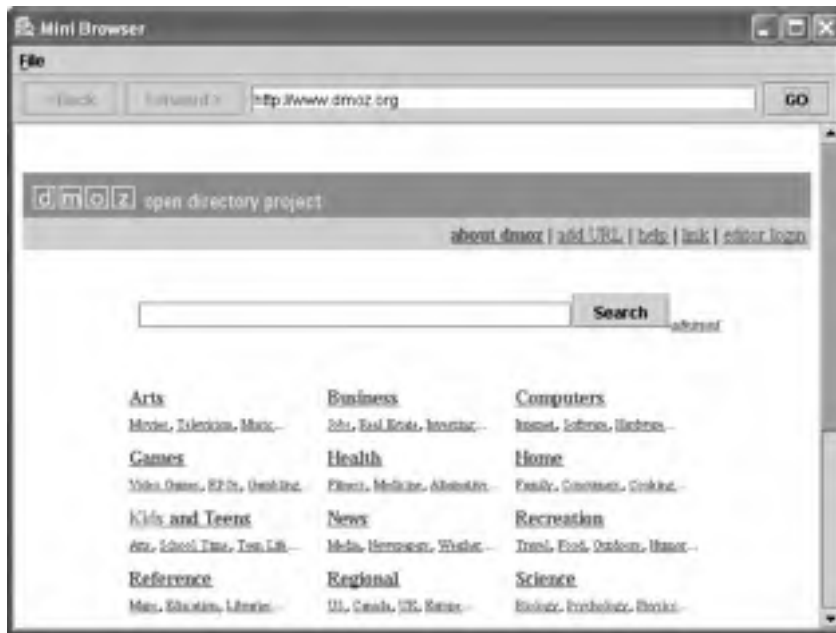 Mini Browser
File
< Back Forward > http://www.dmoz.org GO
dmoz open directory project
about dmoz | add URL | help | link | editor login
Search advanced
Arts Business Computers
Movies, Television, Music... Jobs, Real Estate, Investing... Internet, Software, Hardware...
Games Health Home
Video Games, RPGs, Gambling... Fitness, Medicine, Alternative... Family, Consumers, Cooking...
Kids and Teens News Recreation
Arts, School Time, Teen Life... Media, Newspapers, Weather... Travel, Food, Outdoors, Humor...
Reference Regional Science
Maps, Education, Libraries... US, Canada, UK, Europe... Biology, Psychology, Physics...